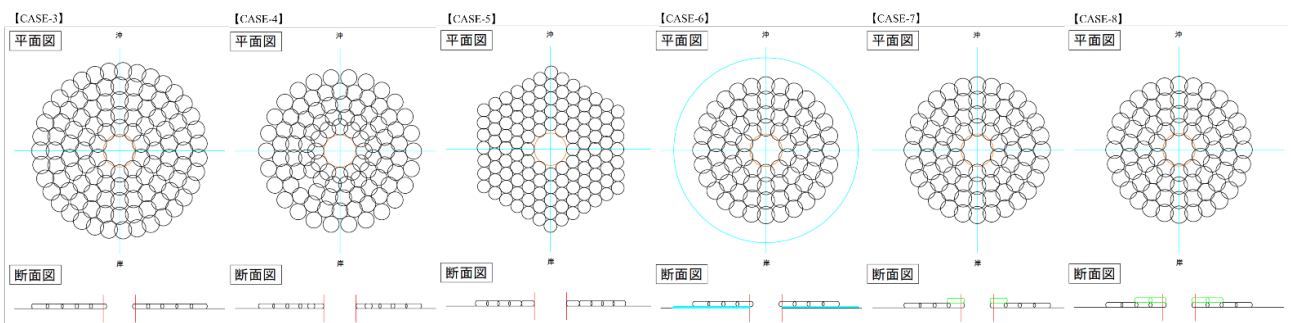 【CASE-3】
平面図
沖
岸
断面図
【CASE-4】
平面図
沖
岸
断面図
【CASE-5】
平面図
沖
岸
断面図
【CASE-6】
平面図
沖
岸
断面図
【CASE-7】
平面図
沖
岸
断面図
【CASE-8】
平面図
沖
岸
断面図